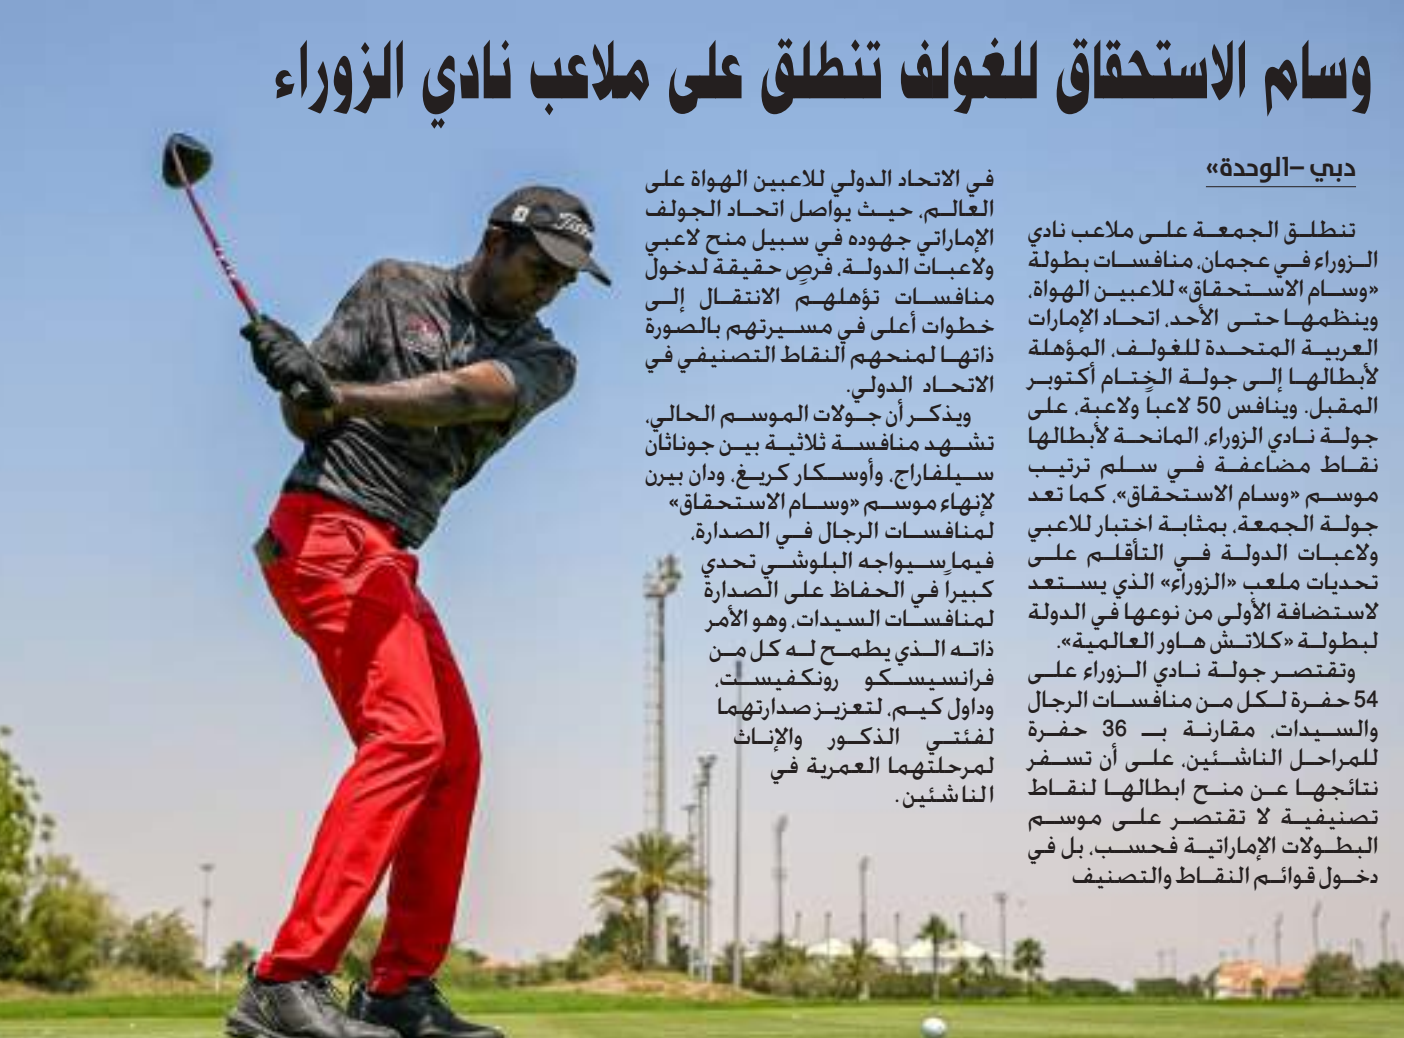 وسام الاستحقاق للغولف تنطلق على ملاعب نادي الزوراء
دبي –الوحدة»
تنطلق الجمعة على ملاعب نادي
الزوراء في عجمان، منافسات بطولة
«وسام الاستحقاق» للاعبين الهواة،
وينظمها حتى الأحد، اتحاد الإمارات
العربية المتحدة للغولف، المؤهلة
لأبطالها إلى جولة الختام أكتوبر
المقبل. وينافس 50 لاعباً ولاعبة، على
جولة نادي الزوراء، المانحة لأبطالها
نقاط مضاعفة في سلم ترتيب
موسم «وسام الاستحقاق»، كما تعد
جولة الجمعة، بمثابة اختبار للاعبي
ولاعبات الدولة في التأقلم على
تحديات ملعب «الزوراء» الذي يستعد
لاستضافة الأولى من نوعها في الدولة
لبطولة «كلاتش هاور العالمية».
وتقتصر جولة نادي الزوراء على
54 حفرة لكل من منافسات الرجال
والسيدات، مقارنة بـ 36 حفرة
للمراحل الناشئين، على أن تسفر
نتائجها عن منح ابطالها لنقاط
تصنيفية لا تقتصر على موسم
البطولات الإماراتية فحسب، بل في
دخول قوائم النقاط والتصنيف
في الاتحاد الدولي للاعبين الهواة على
العالم، حيث يواصل اتحاد الجولف
الإماراتي جهوده في سبيل منح لاعبي
ولاعبات الدولة، فرصٍ حقيقة لدخول
منافسات تؤهلهم الانتقال إلى
خطوات أعلى في مسيرتهم بالصورة
ذاتها لمنحهم النقاط التصنيفي في
الاتحاد الدولي.
ويذكر أن جولات الموسم الحالي،
تشهد منافسة ثلاثية بين جوناثان
سيلفاراج، وأوسكار كريغ، ودان بيرن
لإنهاء موسم «وسام الاستحقاق»
لمنافسات الرجال في الصدارة،
فيما سيواجه البلوشي تحدي
كبيراً في الحفاظ على الصدارة
لمنافسات السيدات، وهو الأمر
ذاته الذي يطمح له كل من
فرانسيسكو رونكفيست،
وداول كيم، لتعزيز صدارتهما
لفئتي الذكور والإناث
لمرحلتهما العمرية في
الناشئين.